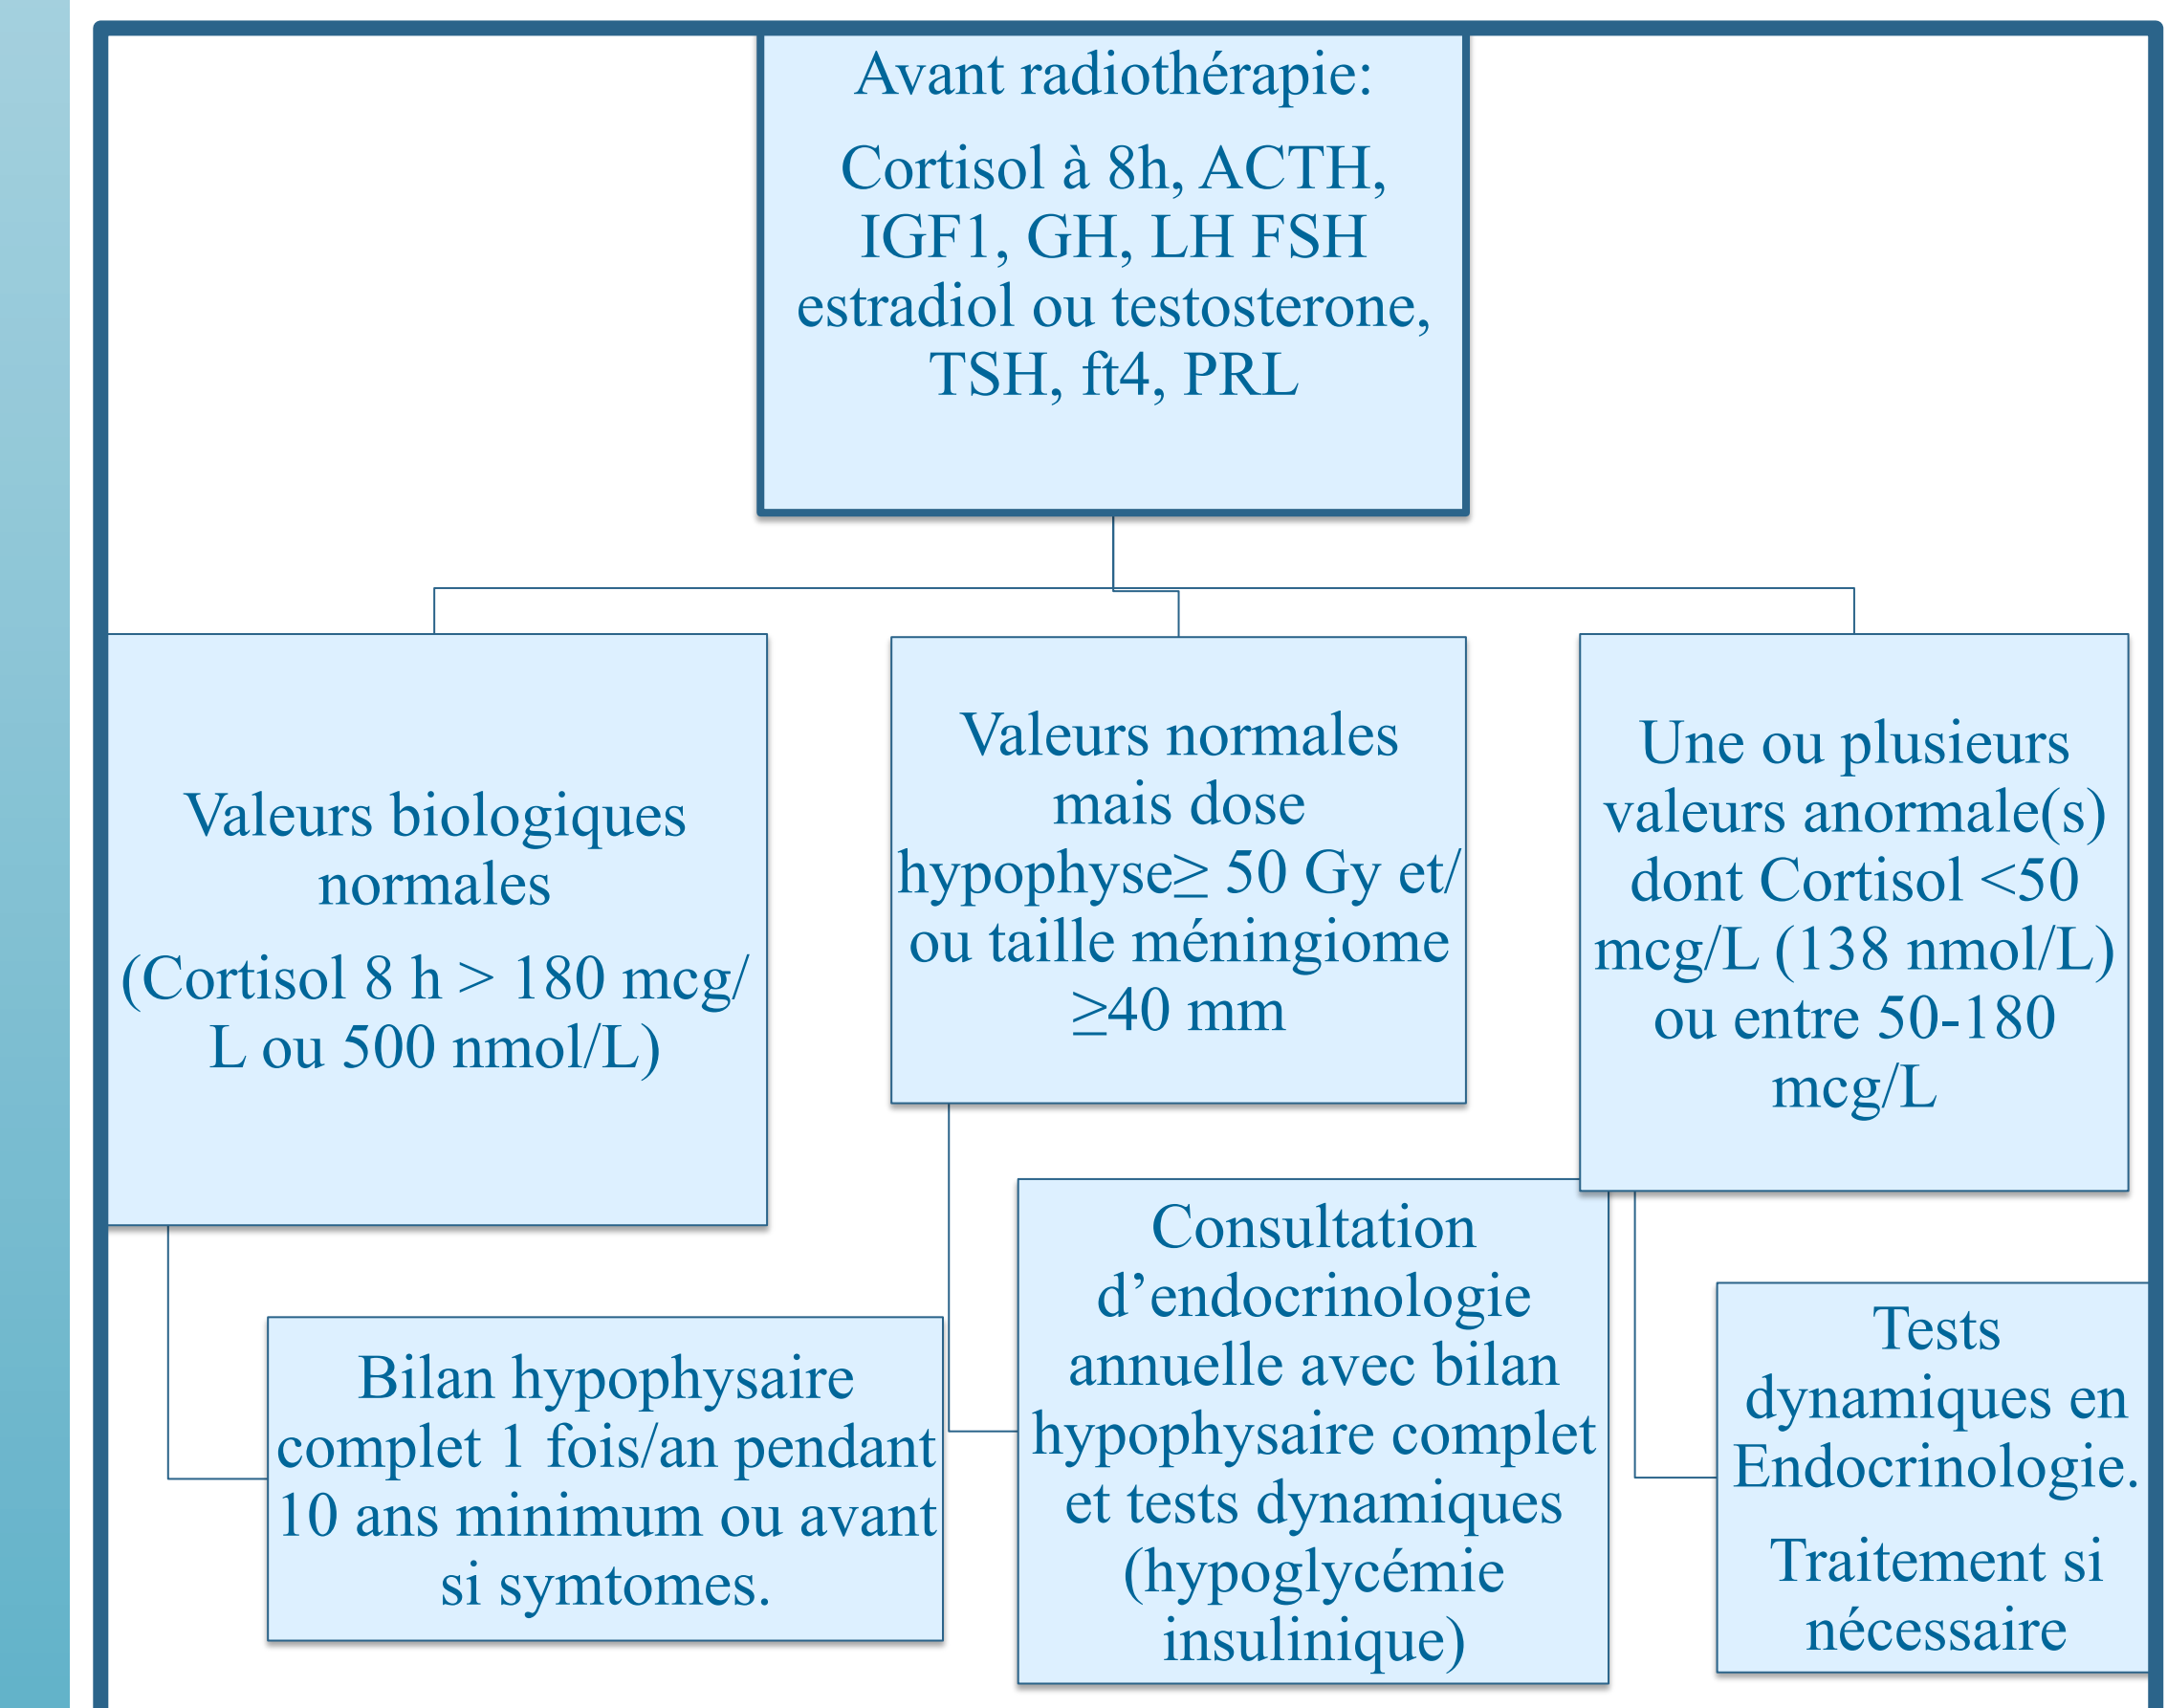 Avant radiothérapie:
Cortisol à 8h, ACTH,
IGF1, GH, LH FSH
estradiol ou testosterone,
TSH, ft4, PRL
Valeurs biologiques
normales
(Cortisol 8 h > 180 mcg/
L ou 500 nmol/L)
Valeurs normales
mais dose
hypophyse≥ 50 Gy et/
ou taille méningiome
≥40 mm
Une ou plusieurs
valeurs anormale(s)
dont Cortisol <50
mcg/L (138 nmol/L)
ou entre 50-180
mcg/L
Bilan hypophysaire
complet 1 fois/an pendant
10 ans minimum ou avant
si symtomes.
Consultation
d’endocrinologie
annuelle avec bilan
hypophysaire complet
et tests dynamiques
(hypoglycémie
insulinique)
Tests
dynamiques en
Endocrinologie.
Traitement si
nécessaire